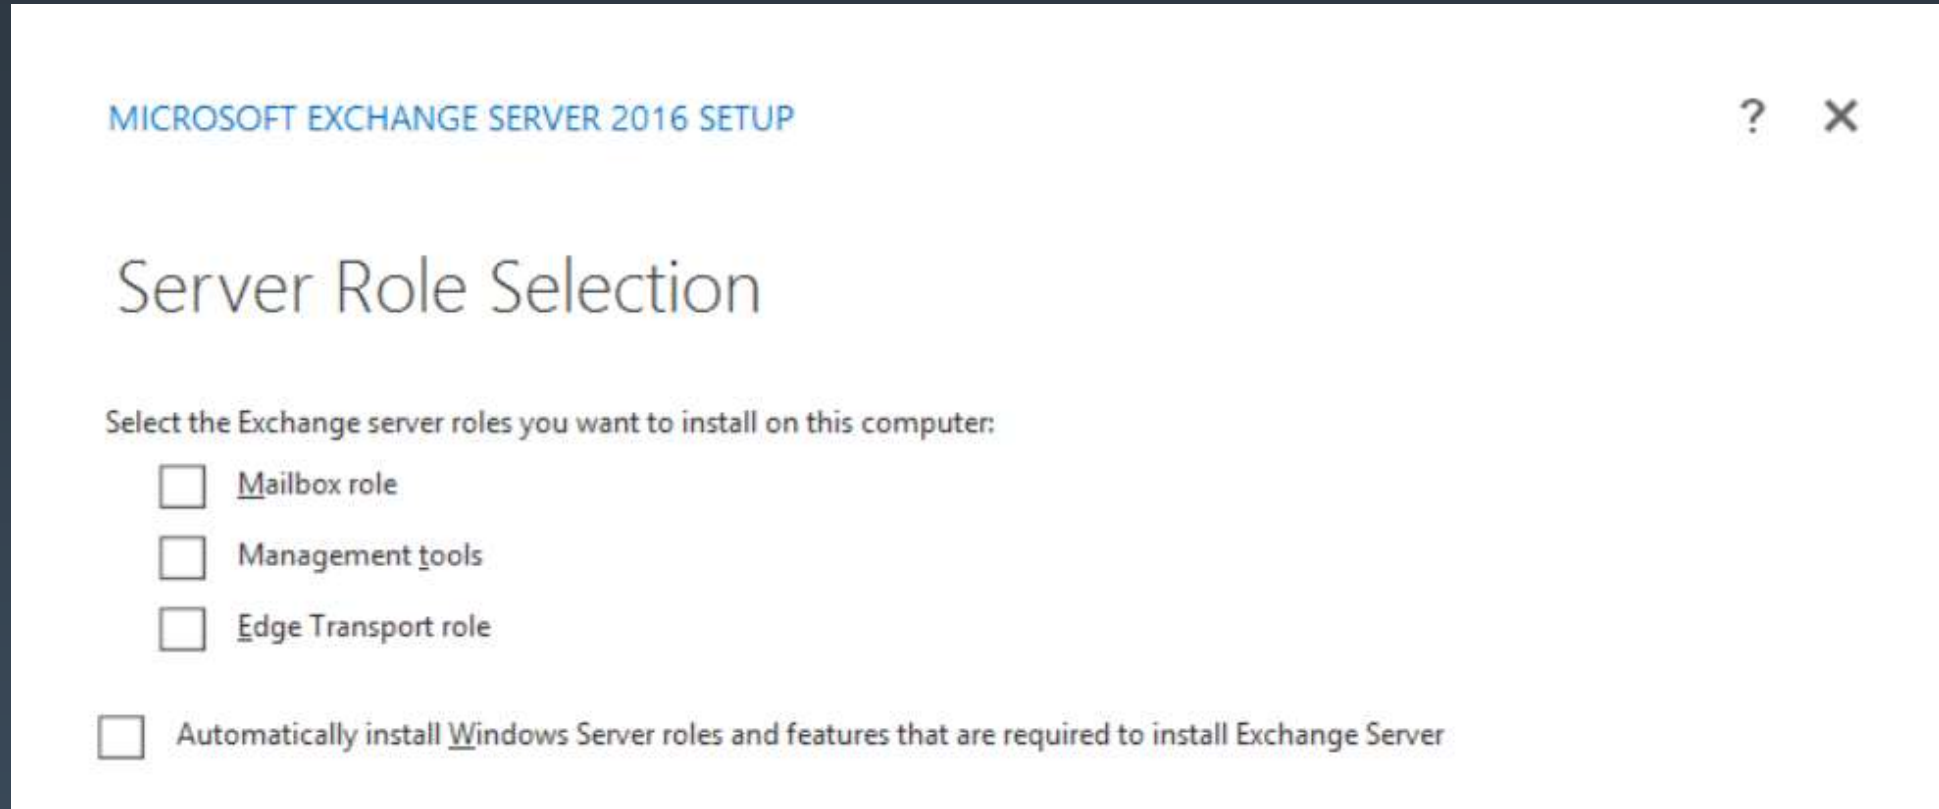 MICROSOFT EXCHANGE SERVER 2016 SETUP
? ✕
Server Role Selection
Select the Exchange server roles you want to install on this computer:
Mailbox role
Management tools
Edge Transport role
Automatically install Windows Server roles and features that are required to install Exchange Server